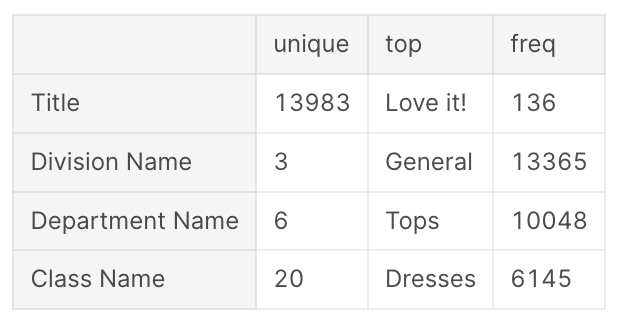 unique top freq
Title 13983 Love it! 136
Division Name 3 General 13365
Department Name 6 Tops 10048
Class Name 20 Dresses 6145